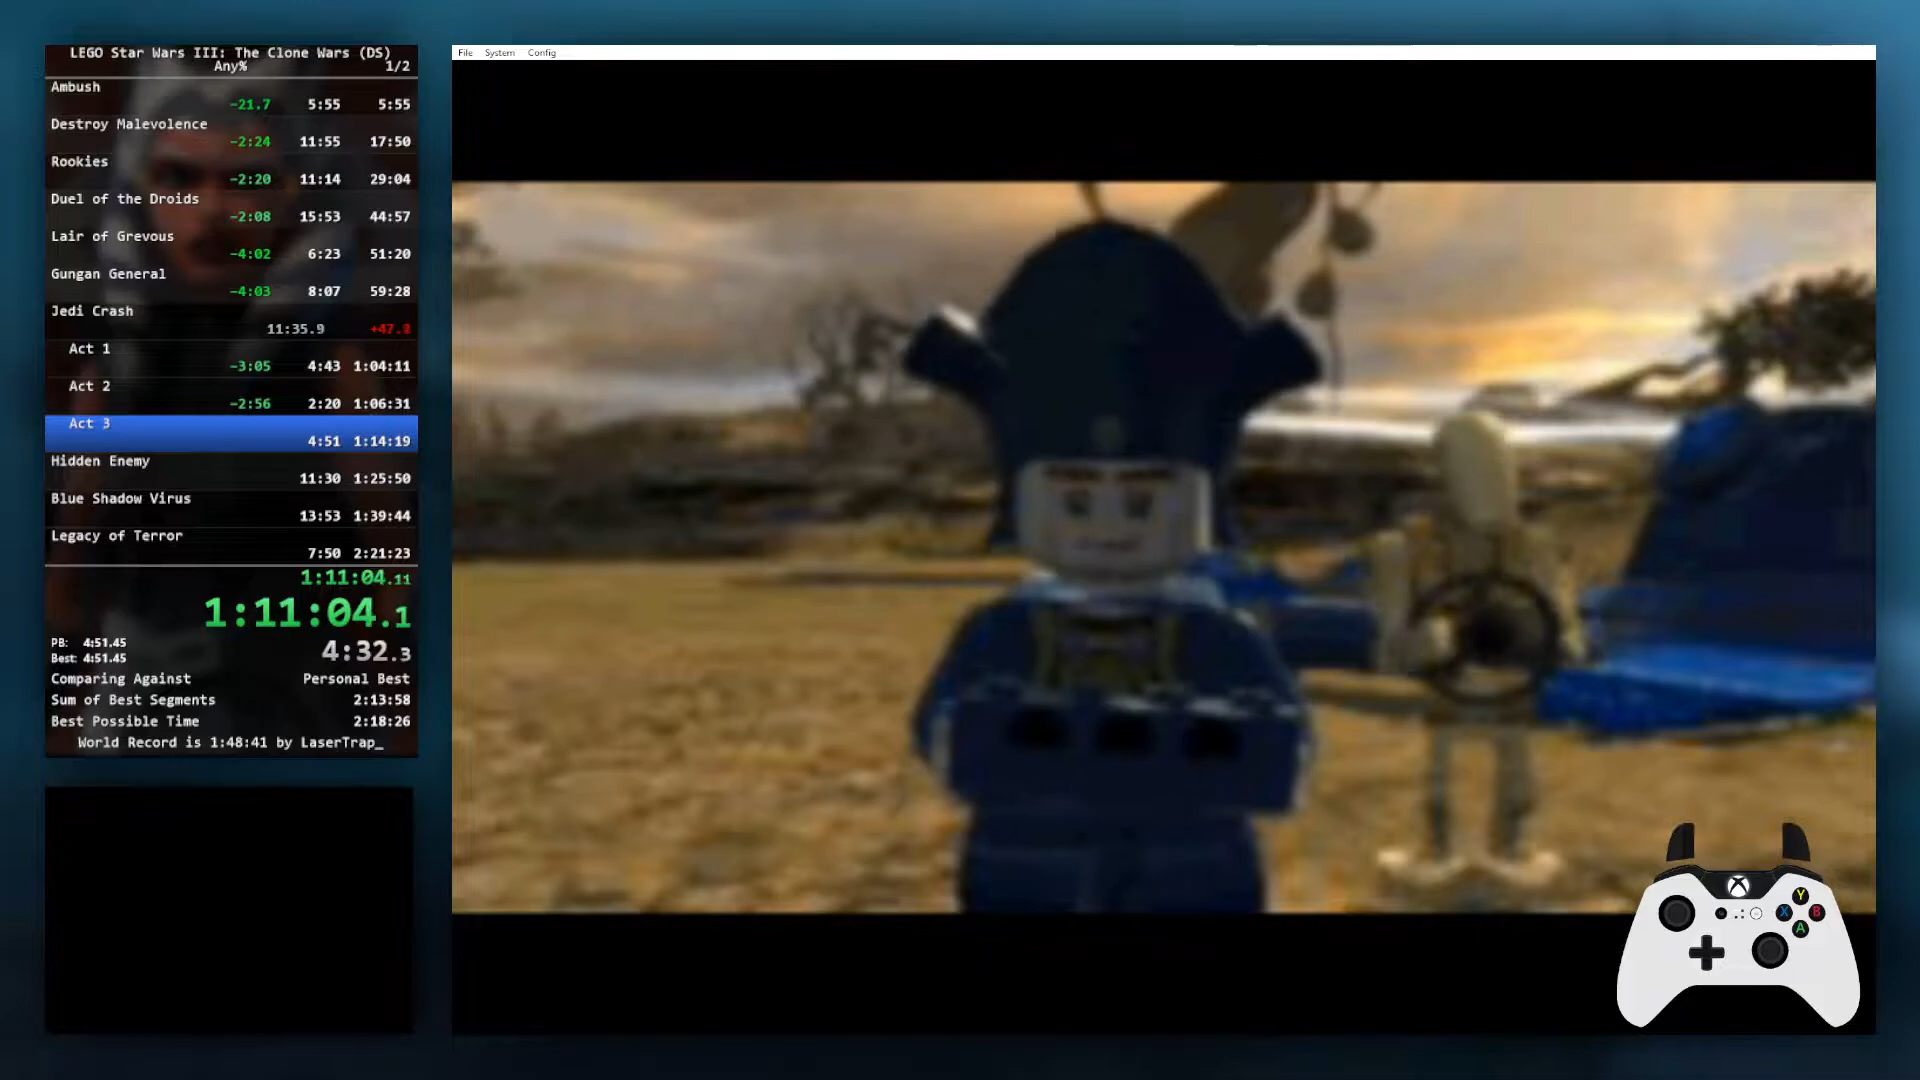 LEGO Star Wars III: The Clone Wars (DS)
Any% 1/2
Ambush
-21.7 5:55 5:55
Destroy Malevolence
-2:24 11:55 17:50
Rookies
-2:20 11:14 29:04
Duel of the Droids
-2:08 15:53 44:57
Lair of Grevous
-4:02 6:23 51:20
Gungan General
-4:03 8:07 59:28
Jedi Crash
11:35.9
Act 1
-3:05 4:43 1:04:11
Act 2
-2:56 2:20 1:06:31
Act 3
4:51 1:14:19
Hidden Enemy
11:30 1:25:50
Blue Shadow Virus
13:53 1:39:44
Legacy of Terror
7:50 2:21:23
1:11:04.11
1:11:04.1
PB: 4:51.45
Best: 4:51.45
4:32.3
Comparing Against Personal Best
Sum of Best Segments 2:13:58
Best Possible Time 2:18:26
World Record is 1:48:41 by LaserTrap_
File System Config
Y
X B
A